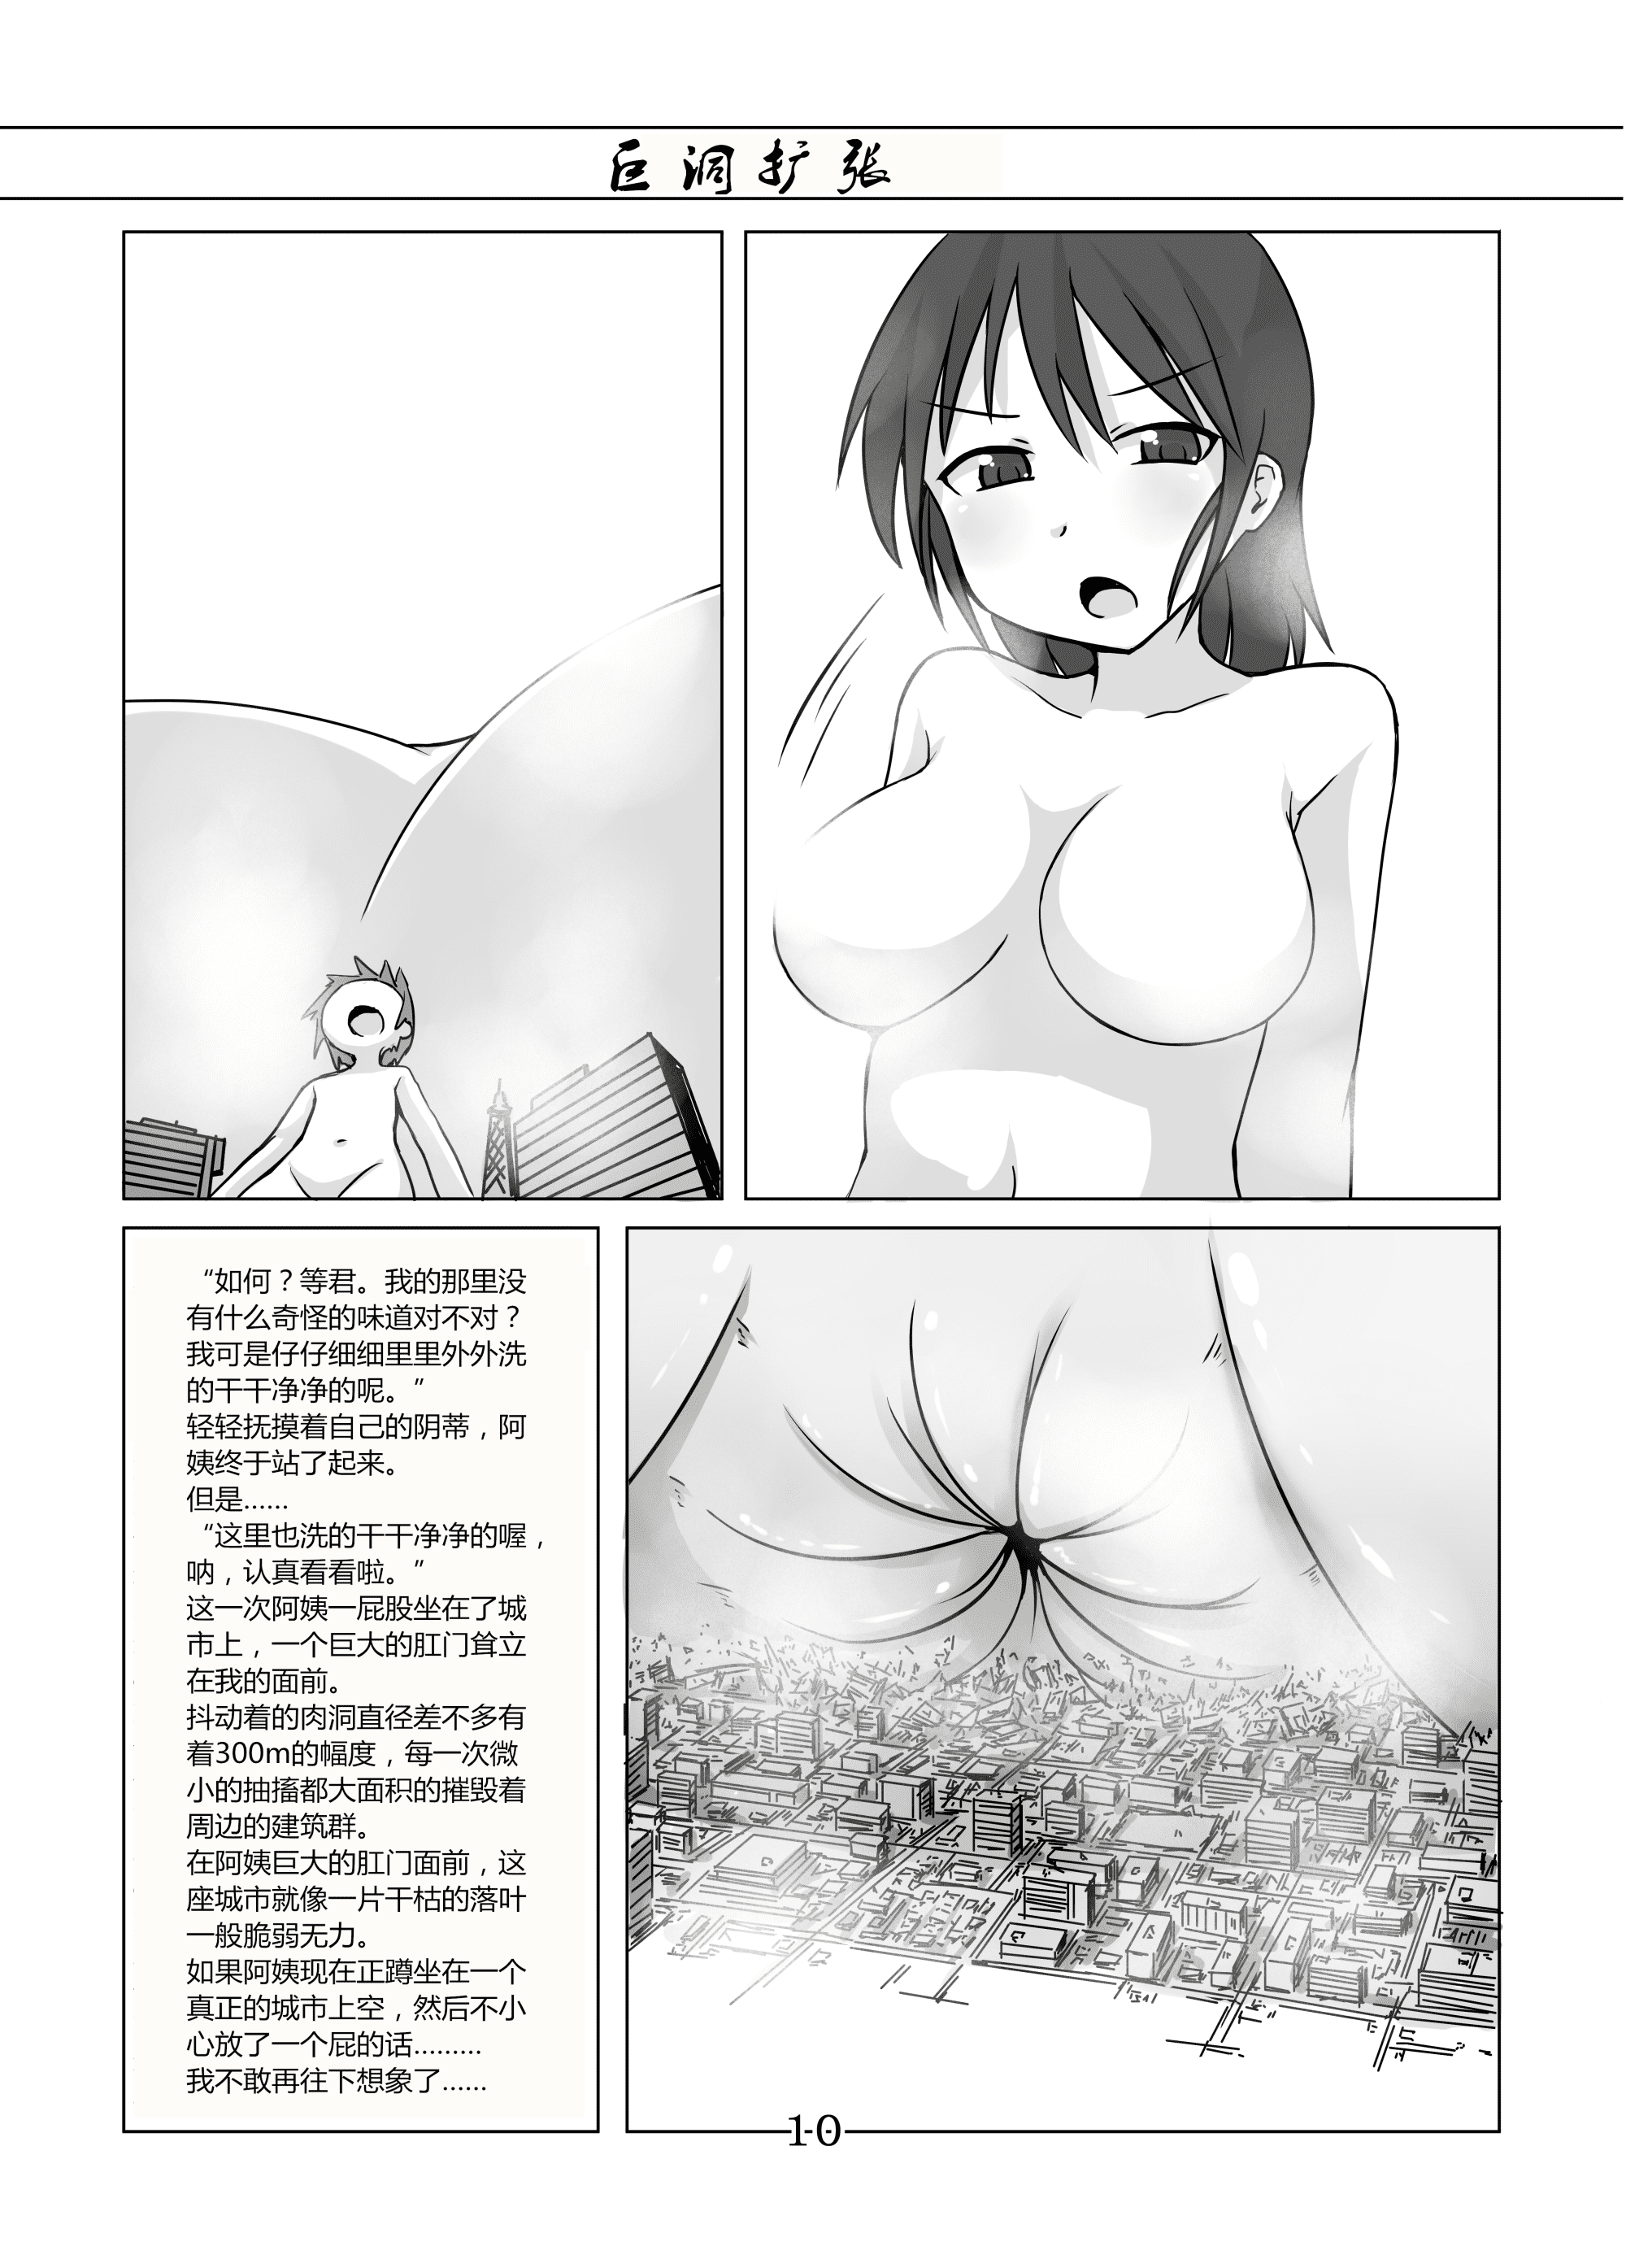 巨洞扩张
“如何？等君。我的那里没
有什么奇怪的味道对不对？
我可是仔仔细细里里外外洗
的干干净净的呢。”
轻轻抚摸着自己的阴蒂，阿
姨终于站了起来。
但是……
“这里也洗的干干净净的喔，
呐，认真看看啦。”
这一次阿姨一屁股坐在了城
市上，一个巨大的肛门耸立
在我的面前。
抖动着的肉洞直径差不多有
着300m的幅度，每一次微
小的抽搐都大面积的摧毁着
周边的建筑群。
在阿姨巨大的肛门面前，这
座城市就像一片干枯的落叶
一般脆弱无力。
如果阿姨现在正蹲坐在一个
真正的城市上空，然后不小
心放了一个屁的话………
我不敢再往下想象了……
10